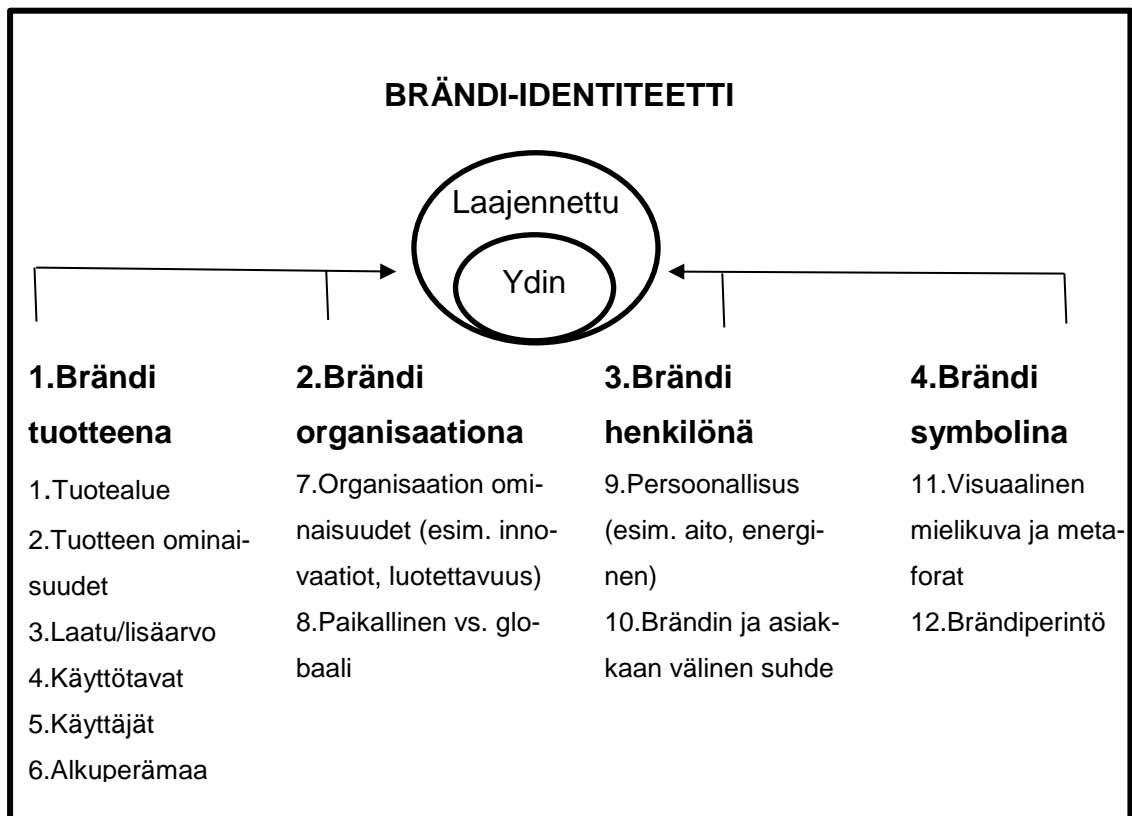 BRÄNDI-IDENTITEETTI
Laajennettu
Ydin
1.Brändi
tuotteena
1.Tuotealue
2.Tuotteen ominai-
suudet
3.Laatu/lisäarvo
4.Käyttötavat
5.Käyttäjät
6.Alkuperämaa
2.Brändi
organisaationa
7.Organisaation omi-
naisuudet (esim. inno-
vaatiot, luotettavuus)
8.Paikallinen vs. glo-
baali
3.Brändi
henkilönä
9.Persoonallisus
(esim. aito, energi-
nen)
10.Brändin ja asiak-
kaan välinen suhde
4.Brändi
symbolina
11.Visuaalinen
mielikuva ja meta-
forat
12.Brändiperintö